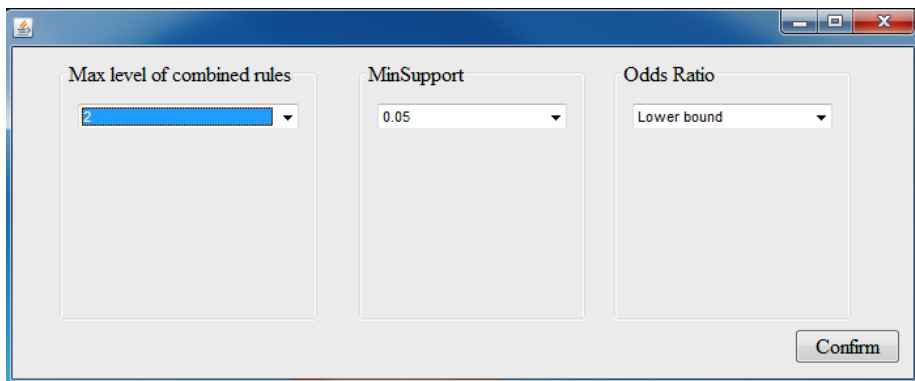 Max level of combined rules
MinSupport
Odds Ratio
2
0.05
Lower bound
Confirm